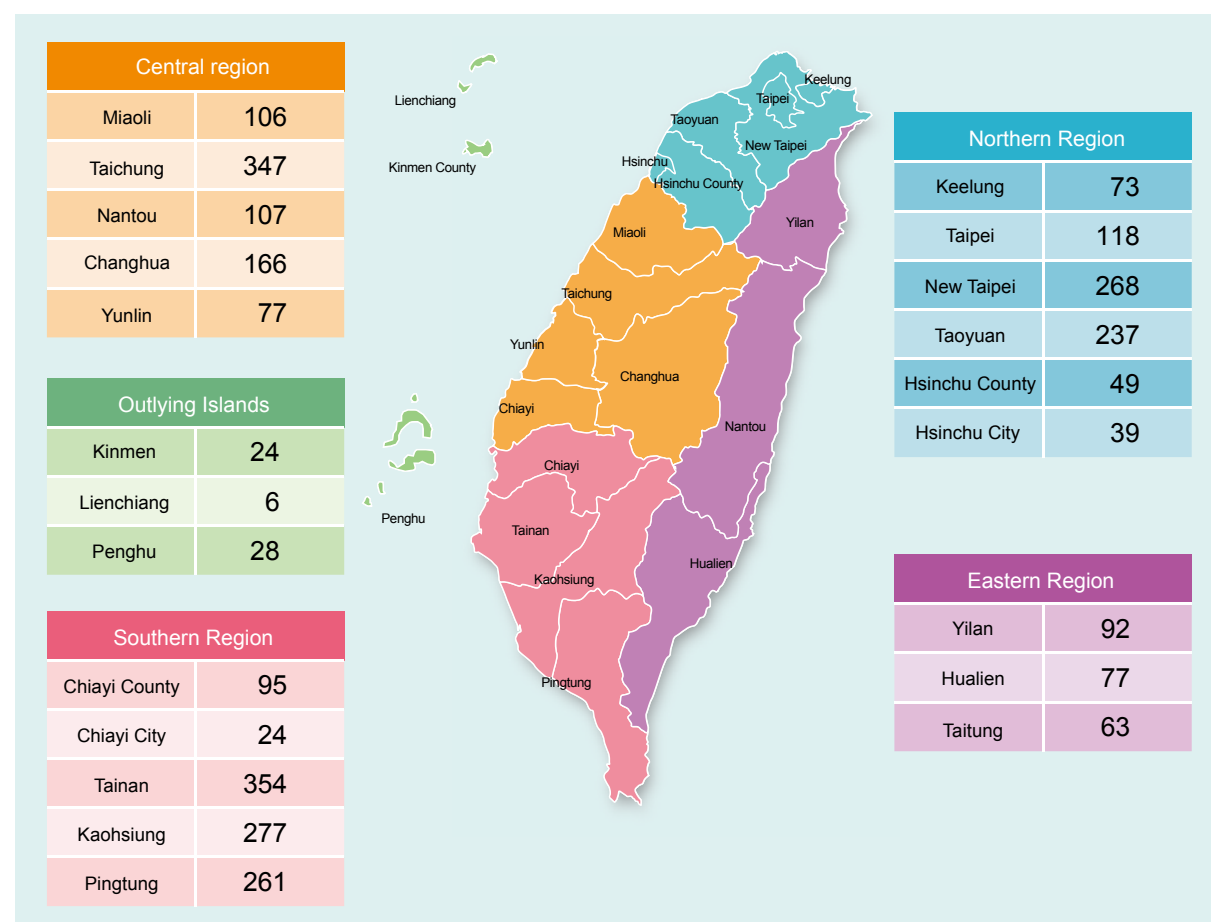 Central region
Miaoli 106
Taichung 347
Nantou 107
Changhua 166
Yunlin 77
Outlying Islands
Kinmen 24
Lienchiang 6
Penghu 28
Southern Region
Chiayi County 95
Chiayi City 24
Tainan 354
Kaohsiung 277
Pingtung 261
Lienchiang
Kinmen County
Penghu
Keelung
Taipei
Taoyuan
New Taipei
Hsinchu
Hsinchu County
Yilan
Miaoli
Taichung
Yunlin
Changhua
Chiayi
Nantou
Chiayi
Tainan
Hualien
Kaohsiung
Pingtung
Northern Region
Keelung 73
Taipei 118
New Taipei 268
Taoyuan 237
Hsinchu County 49
Hsinchu City 39
Eastern Region
Yilan 92
Hualien 77
Taitung 63